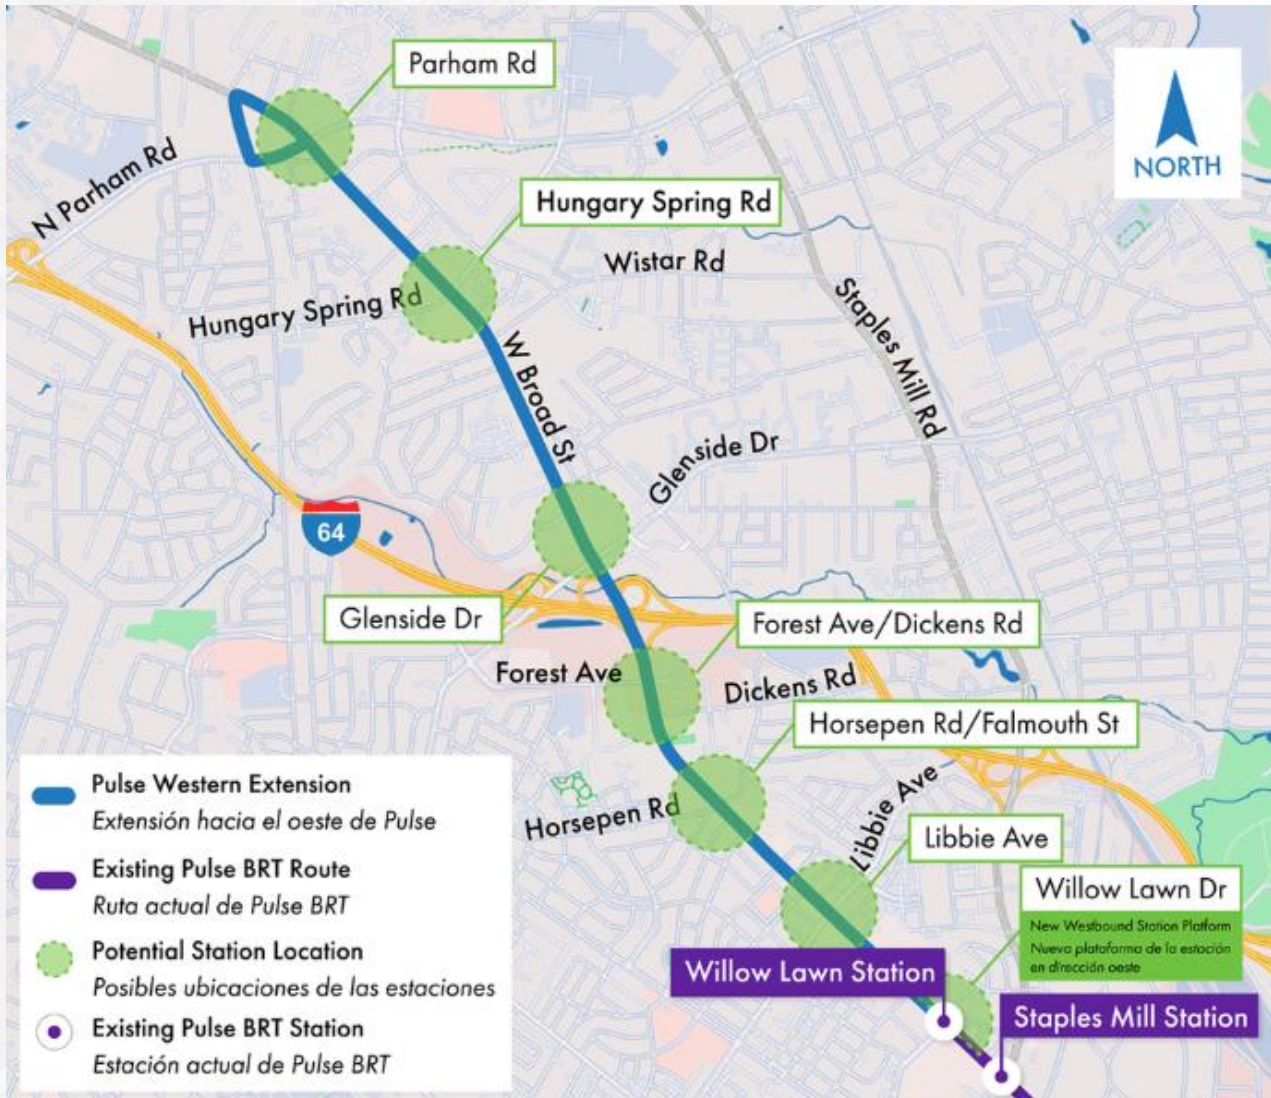 Parham Rd
NORTH
N Parham Rd
Hungary Spring Rd
Wistar Rd
Hungary Spring Rd
Staples Mill Rd
W Broad St
Glenside Dr
64
Glenside Dr
Forest Ave/Dickens Rd
Forest Ave
Dickens Rd
Horsepen Rd/Falmouth St
Horsepen Rd
Libbie Ave
Libbie Ave
Willow Lawn Dr
New Westbound Station Platform
Nueva plataforma de la estación
en dirección oeste
Willow Lawn Station
Staples Mill Station
Pulse Western Extension
Extensión hacia el oeste de Pulse
Existing Pulse BRT Route
Ruta actual de Pulse BRT
Potential Station Location
Posibles ubicaciones de las estaciones
Existing Pulse BRT Station
Estación actual de Pulse BRT